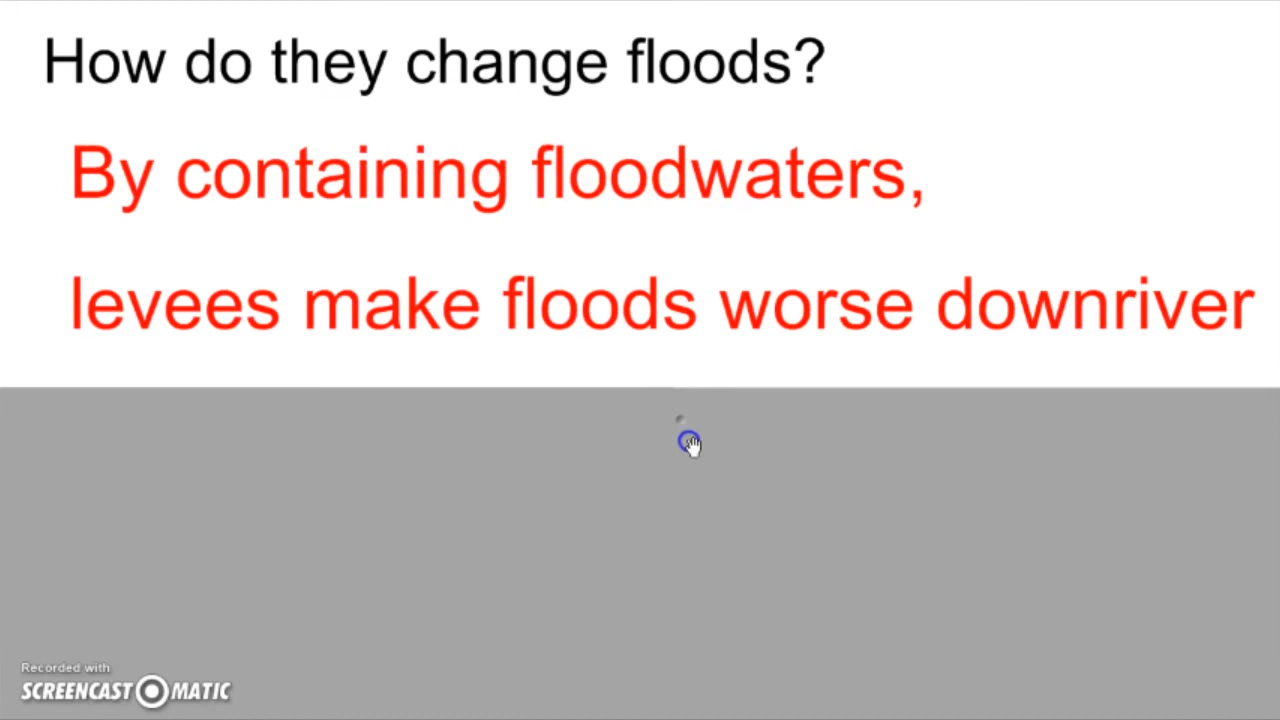 How do they change floods?
By containing floodwaters,
levees make floods worse downriver
Recorded with
SCREENCAST MATIC